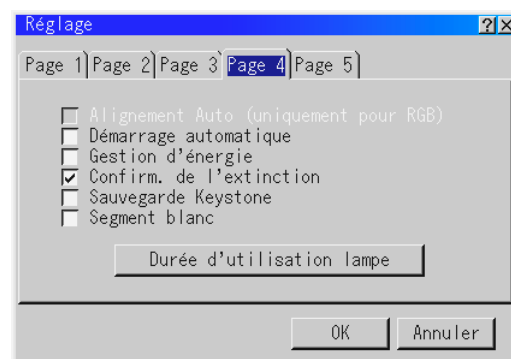 Réglage
Page 1 Page 2 Page 3 Page 4 Page 5
Alignement Auto (uniquement pour RGB)
Démarrage automatique
Gestion d'énergie
Confirm. de l'extinction
Sauvegarde Keystone
Segment blanc
Durée d'utilisation lampe
OK Annuler